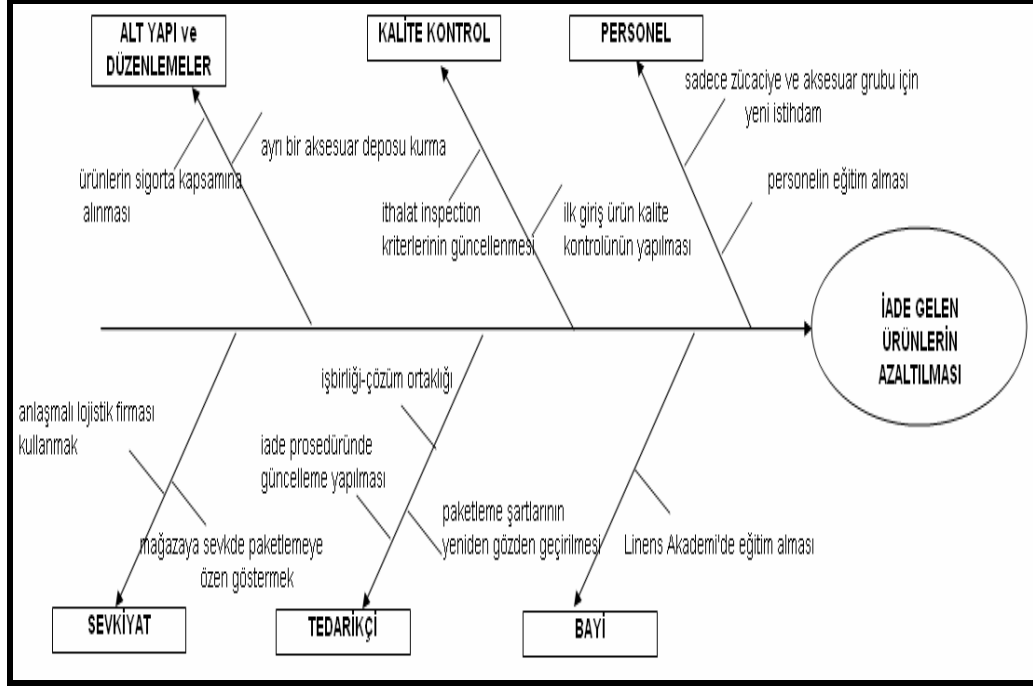 ALT YAPI ve
DÜZENLEMELER
KALİTE KONTROL
PERSONEL
sadece zücaciye ve aksesuar grubu için
yeni istihdam
ayrı bir aksesuar deposu kurma
ürünlerin sigorta kapsamına
alınması
personelin eğitim alması
ithalat inspection
kriterlerinin güncellenmesi
ilk giriş ürün kalite
kontrolünün yapılması
İADE GELEN
ÜRÜNLERİN
AZALTILMASI
işbirliği-çözüm ortaklığı
anlaşmalı lojistik firması
kullanmak
iade prosedüründe
güncelleme yapılması
paketleme şartlarının
yeniden gözden geçirilmesi
Linens Akademi'de eğitim alması
mağazaya sevkde paketlemeye
özen göstermek
SEVKİYAT
TEDARİKÇİ
BAYİ